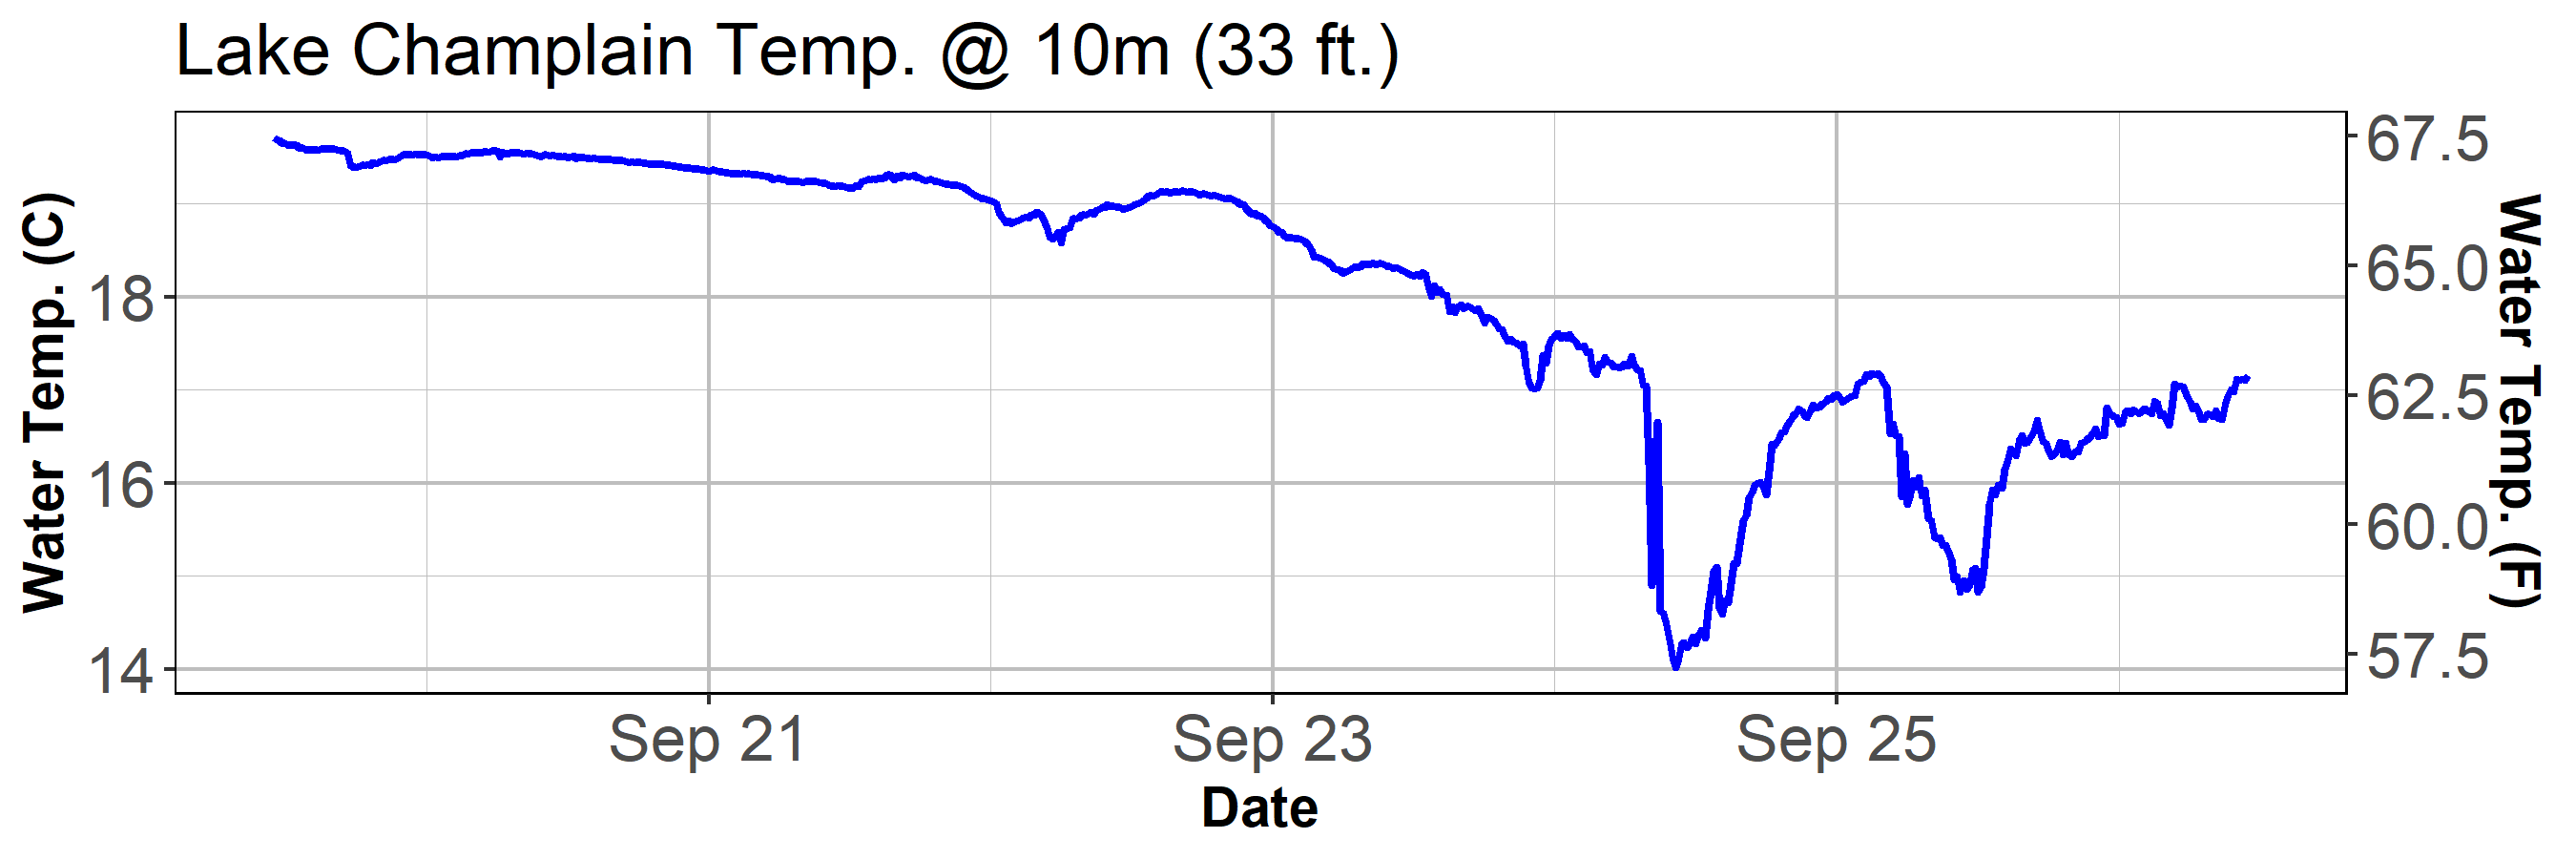 Lake Champlain Temp. @ 10m (33 ft.)
Water Temp. (C)
18
16
14
67.5
65.0
62.5
60.0
57.5
Water Temp. (F)
Sep 21
Sep 23
Sep 25
Date